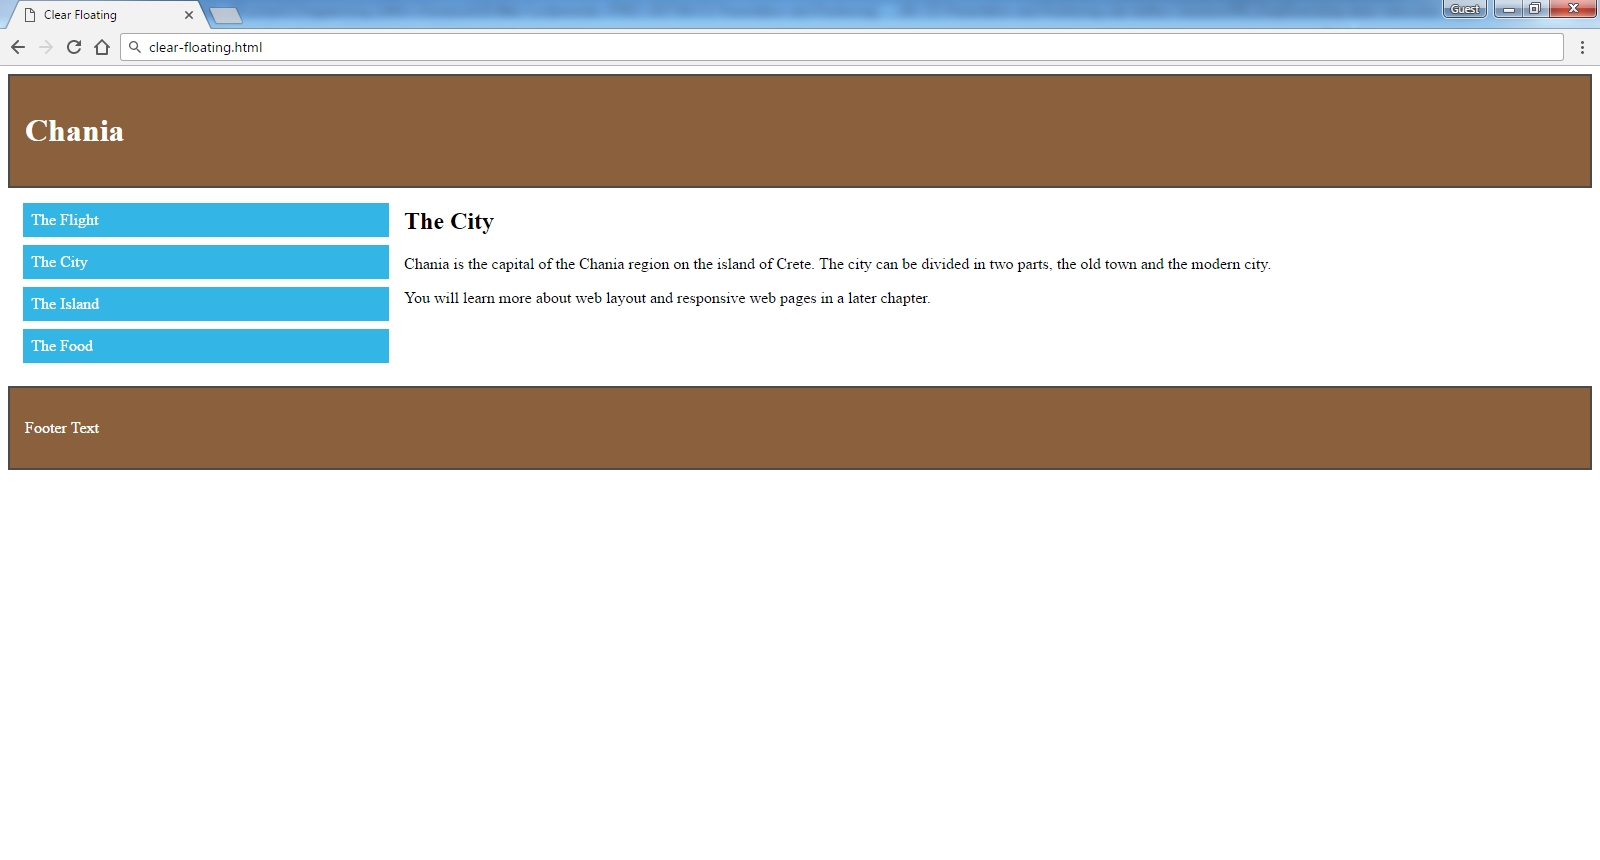 Clear Floating
Guest
clear-floating.html
Chania
The Flight
The City
The Island
The Food
The City
Chania is the capital of the Chania region on the island of Crete. The city can be divided in two parts, the old town and the modern city.
You will learn more about web layout and responsive web pages in a later chapter.
Footer Text